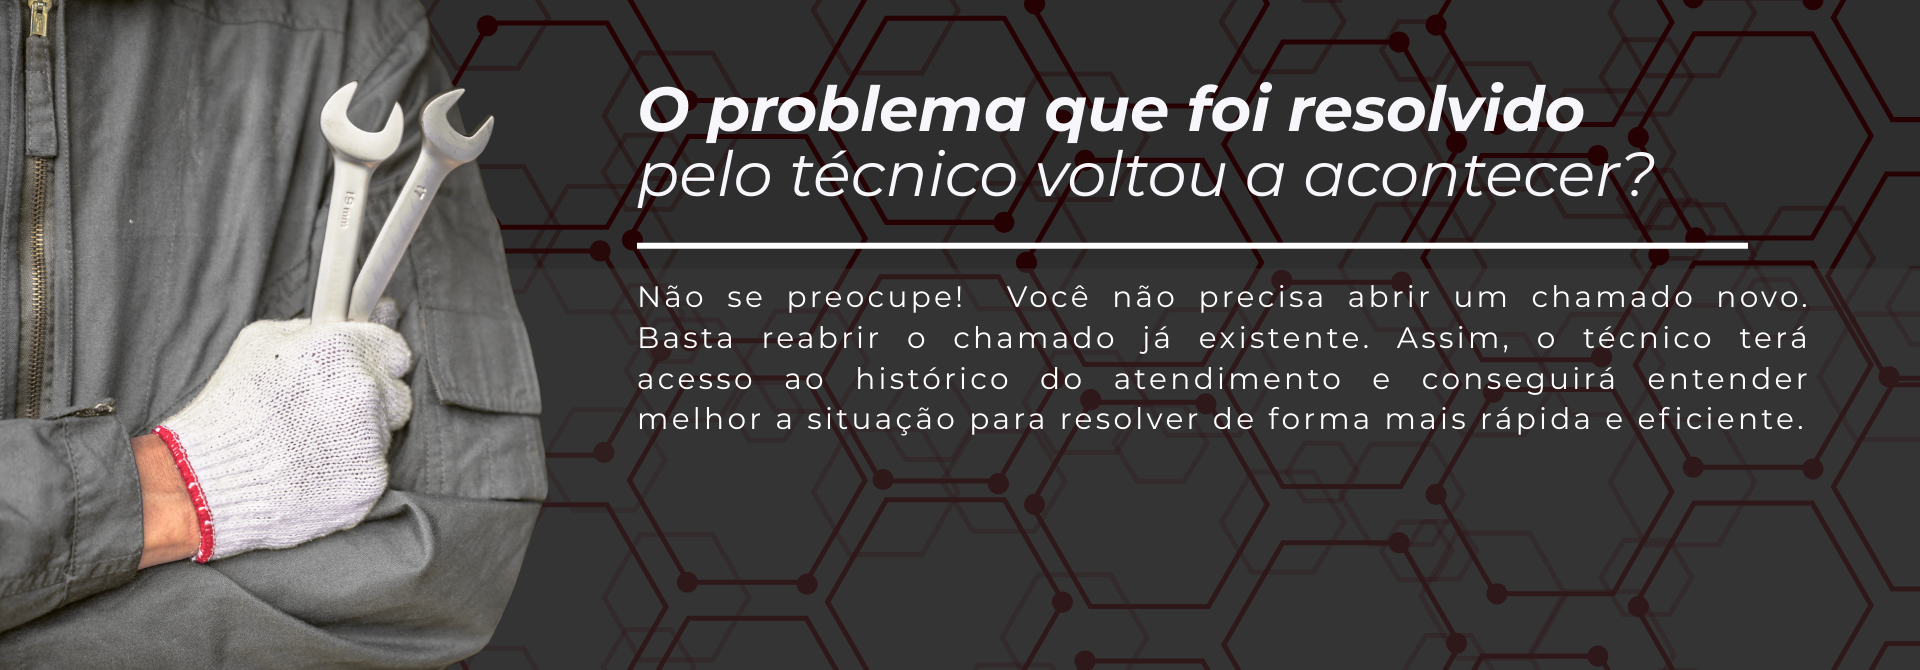 O problema que foi resolvido
pelo técnico voltou a acontecer?
Não se preocupe! Você não precisa abrir um chamado novo.
Basta reabrir o chamado já existente. Assim, o técnico terá
acesso ao histórico do atendimento e conseguirá entender
melhor a situação para resolver de forma mais rápida e eficiente.
19mm
17